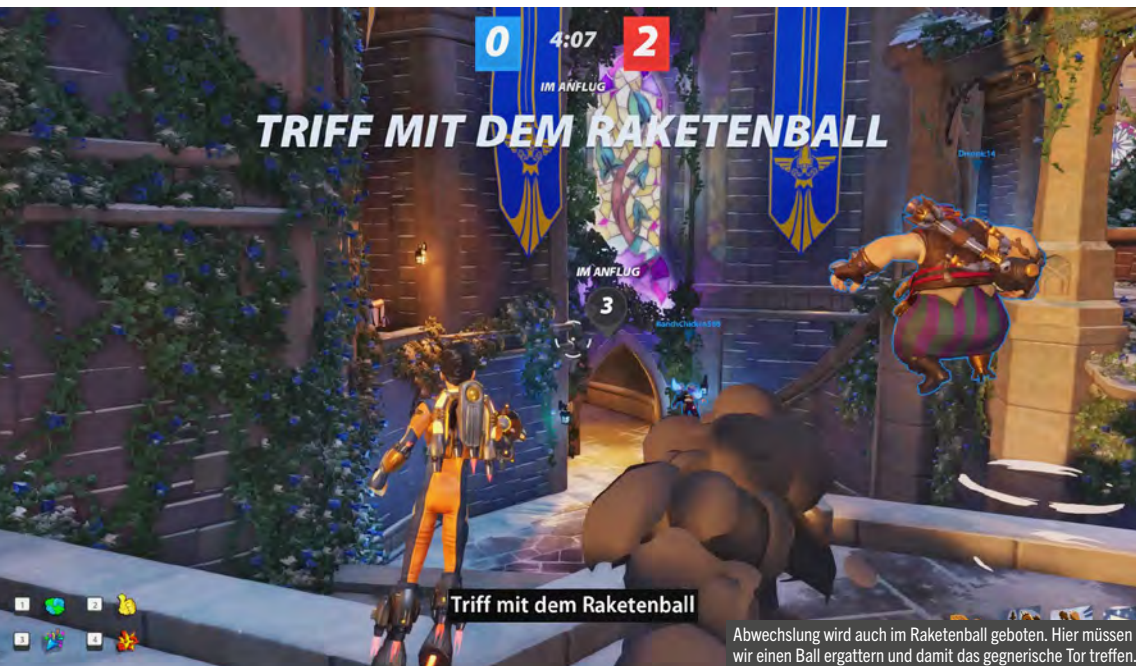 0 4:07 2
IM ANFLUG
TRIFF MIT DEM RAKETENBALL
IM ANFLUG
3
1 2
3 4
Triff mit dem Raketenball
Abwechslung wird auch im Raketenball geboten. Hier müssen
wir einen Ball ergattern und damit das gegnerische Tor treffen.